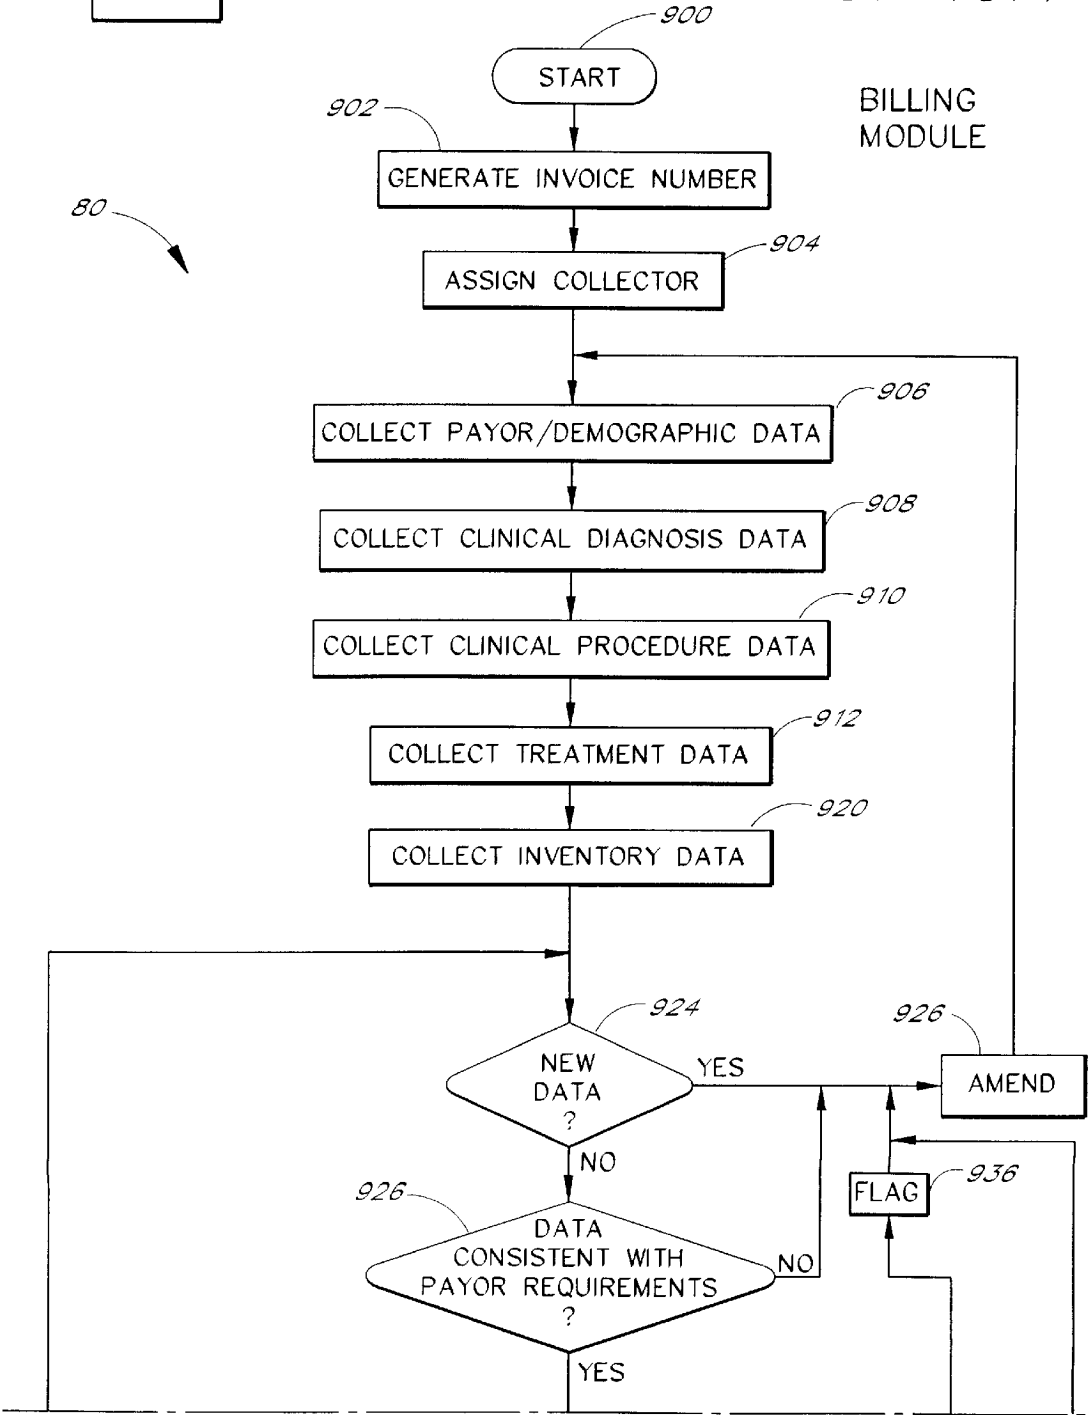 900
START
BILLING
MODULE
902
GENERATE INVOICE NUMBER
80
904
ASSIGN COLLECTOR
906
COLLECT PAYOR/DEMOGRAPHIC DATA
908
COLLECT CLINICAL DIAGNOSIS DATA
910
COLLECT CLINICAL PROCEDURE DATA
912
COLLECT TREATMENT DATA
920
COLLECT INVENTORY DATA
924
NEW
DATA
?
YES
926
AMEND
NO
936
FLAG
926
DATA
CONSISTENT WITH
PAYOR REQUIREMENTS
?
NO
YES